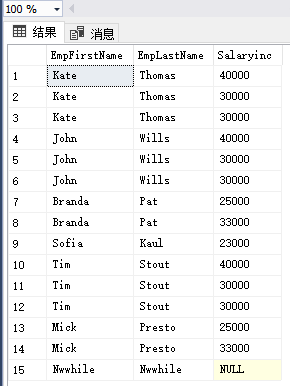 100 %
结果 消息
EmpFirstName EmpLastName Salaryinc
1 Kate Thomas 40000
2 Kate Thomas 30000
3 Kate Thomas 30000
4 John Wills 40000
5 John Wills 30000
6 John Wills 30000
7 Branda Pat 25000
8 Branda Pat 33000
9 Sofia Kaul 23000
10 Tim Stout 40000
11 Tim Stout 30000
12 Tim Stout 30000
13 Mick Presto 25000
14 Mick Presto 33000
15 Nwwhile Nwwhile NULL